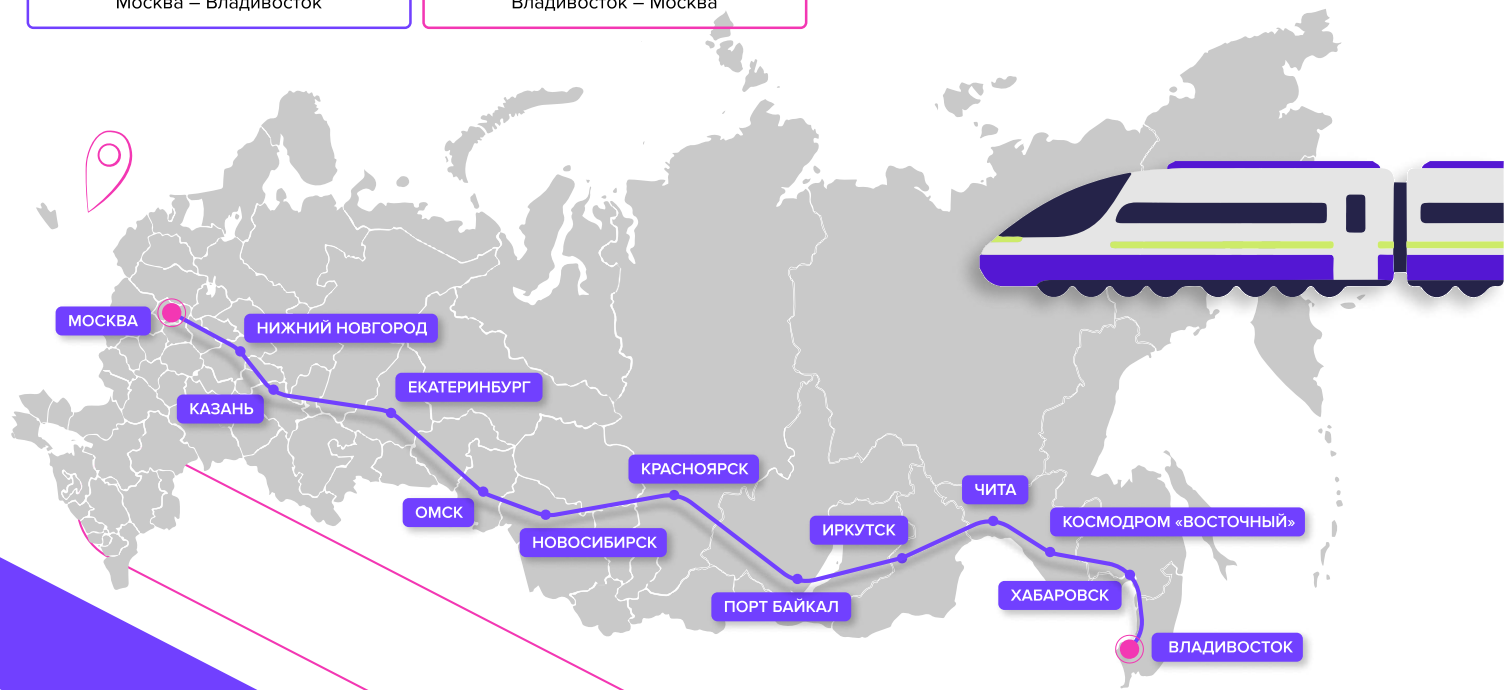 Москва – Владивосток
Владивосток – Москва
МОСКВА
НИЖНИЙ НОВГОРОД
КАЗАНЬ
ЕКАТЕРИНБУРГ
ОМСК
НОВОСИБИРСК
КРАСНОЯРСК
ПОРТ БАЙКАЛ
ИРКУТСК
ЧИТА
КОСМОДРОМ «ВОСТОЧНЫЙ»
ХАБАРОВСК
ВЛАДИВОСТОК